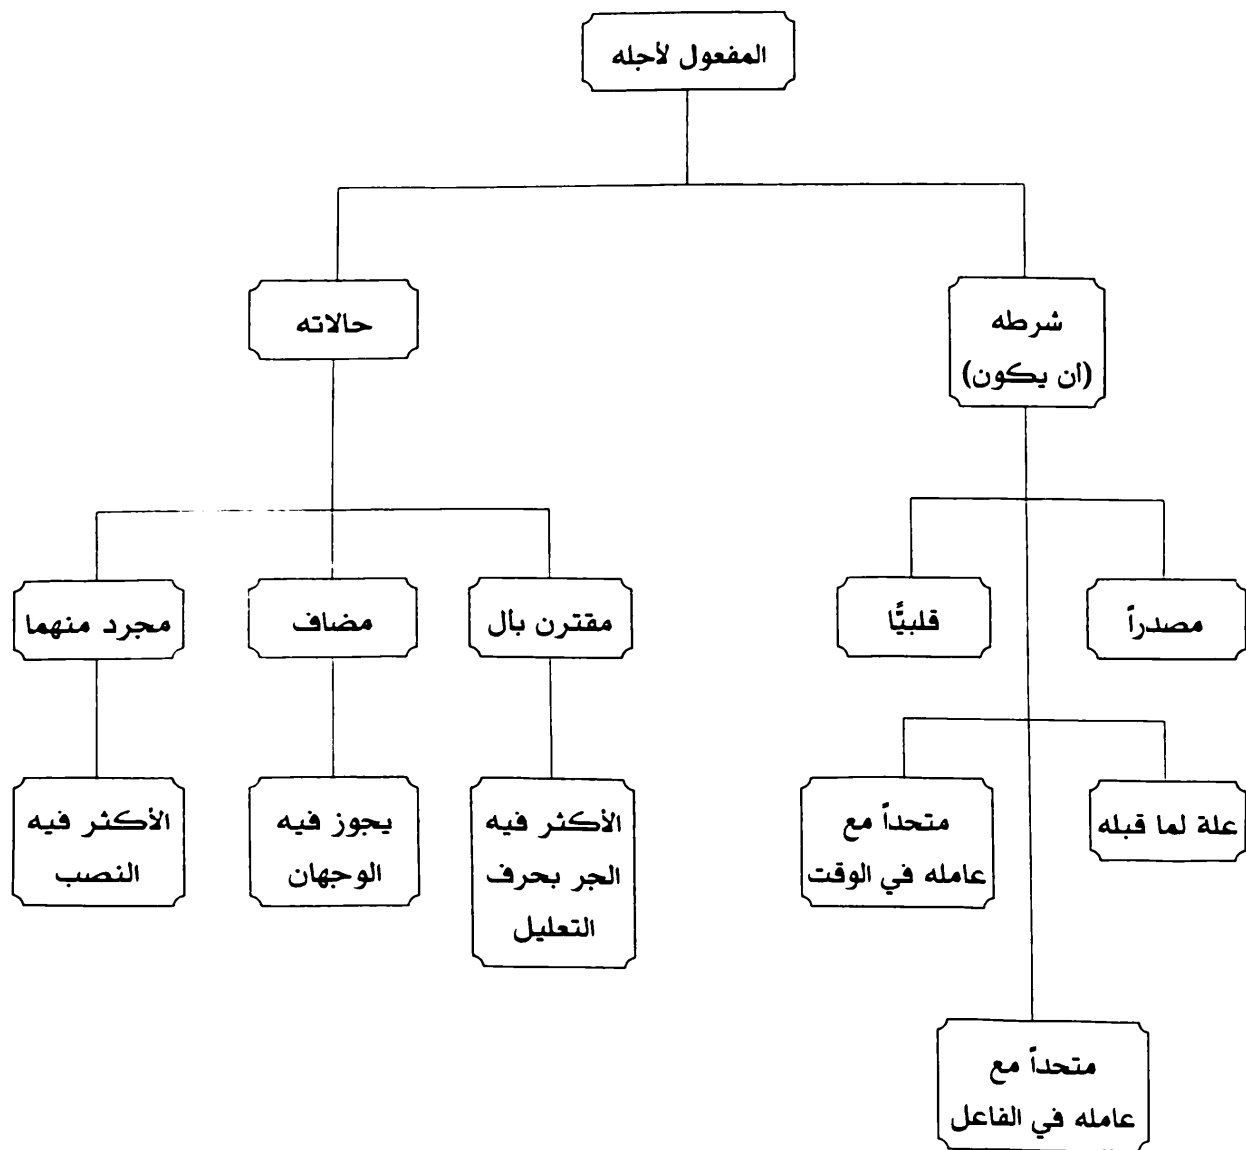 المفعول لأجله
شرطه
(أن يكون)
حالاته
مصدراً
قلبيًّا
علة لما قبله
متحداً مع
عامله في الوقت
متحداً مع
عامله في الفاعل
مقترن بال
مضاف
مجرد منهما
الأكثر فيه
الجر بحرف
التعليل
يجوز فيه
الوجهان
الأكثر فيه
النصب